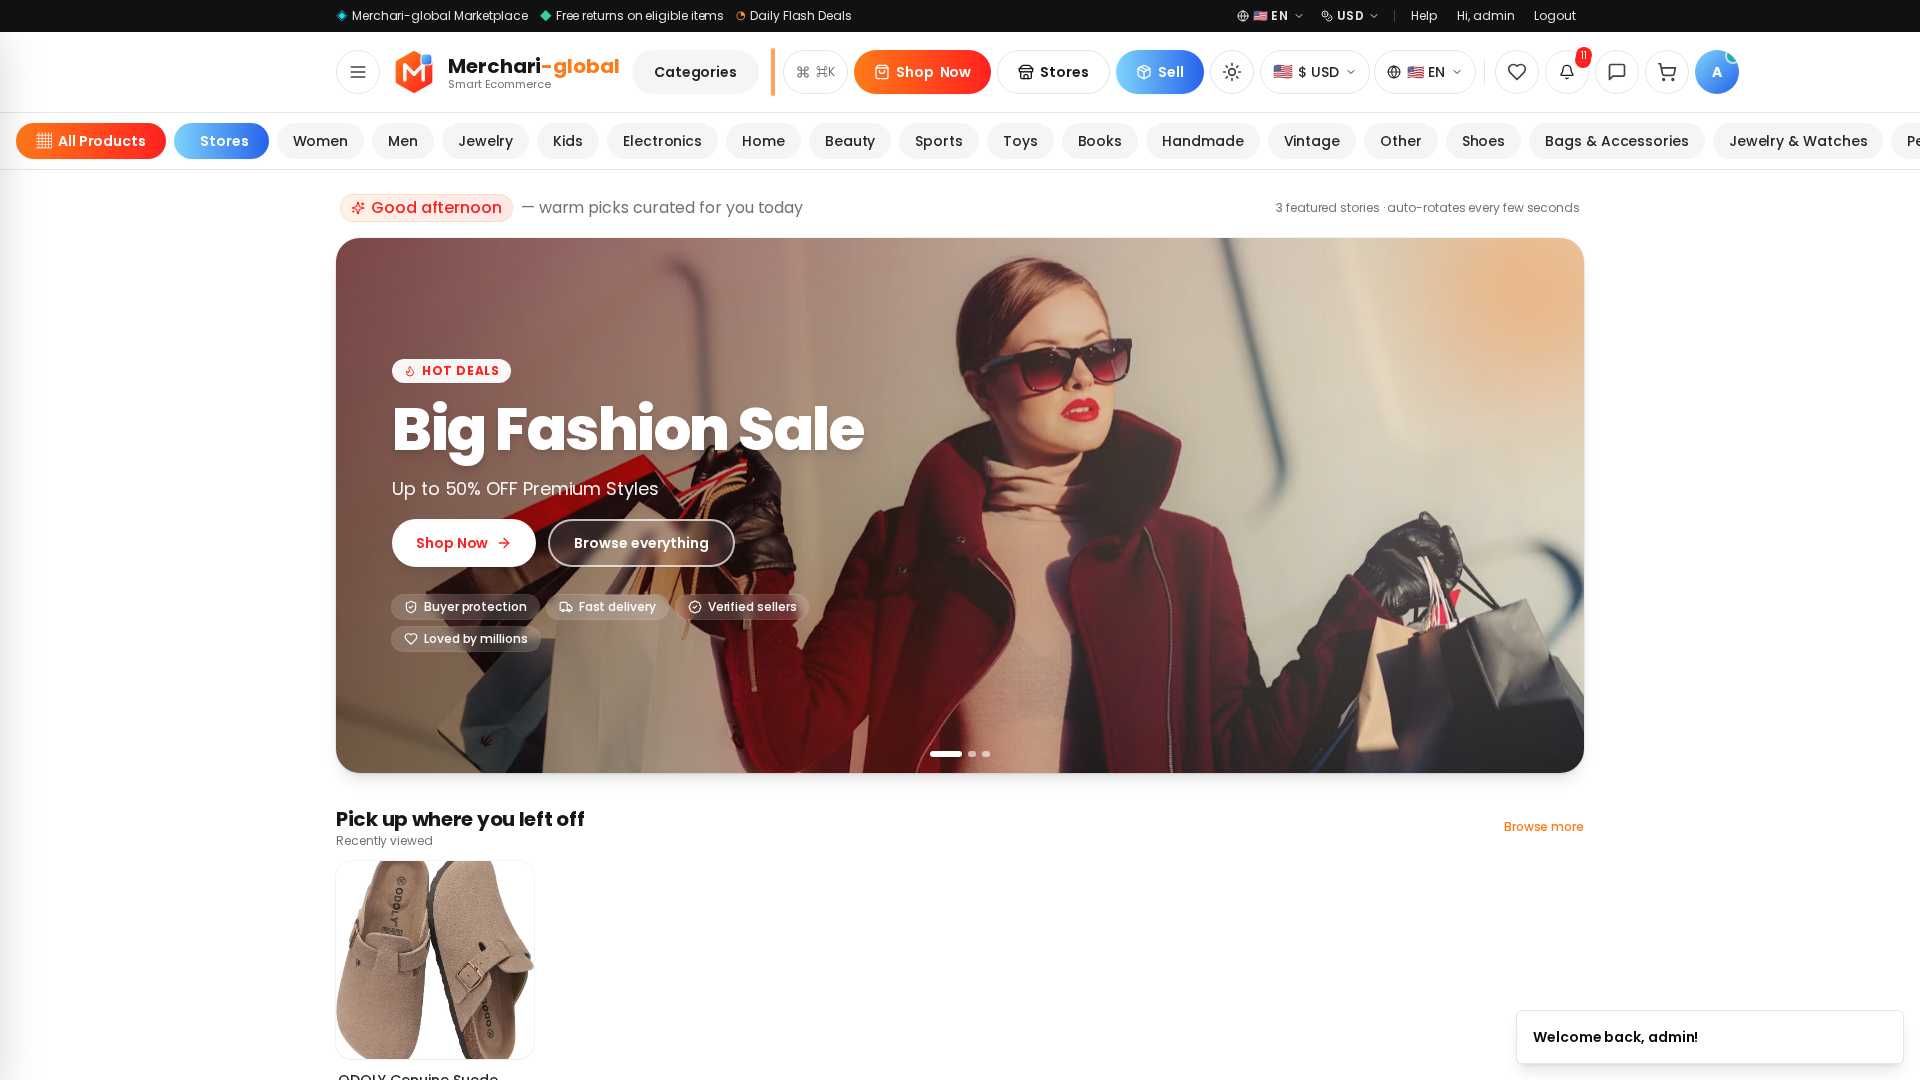 Merchari-global Marketplace
Free returns on eligible items
Daily Flash Deals
EN
USD
Help
Hi, admin
Logout
Merchari-global
Smart Ecommerce
Categories
⌘K
Shop Now
Stores
Sell
$ USD
EN
11
A
All Products
Stores
Women
Men
Jewelry
Kids
Electronics
Home
Beauty
Sports
Toys
Books
Handmade
Vintage
Other
Shoes
Bags & Accessories
Jewelry & Watches
Good afternoon
— warm picks curated for you today
3 featured stories · auto-rotates every few seconds
HOT DEALS
Big Fashion Sale
Up to 50% OFF Premium Styles
Shop Now
Browse everything
Buyer protection
Fast delivery
Verified sellers
Loved by millions
Pick up where you left off
Recently viewed
Browse more
ODOLY
ODOLY Genuine Suede
Welcome back, admin!